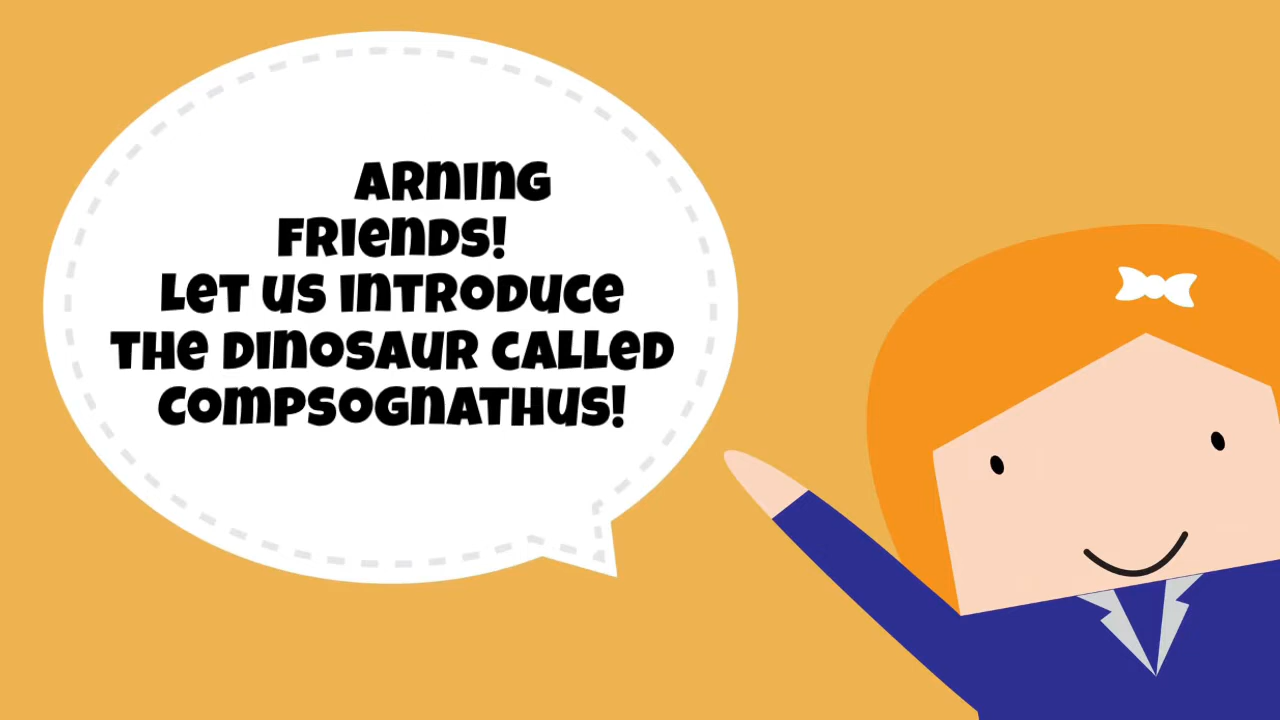 ARNING
FRIENDS!
LET US INTRODUCE
THE DINOSAUR CALLED
COMPSOGNATHUS!